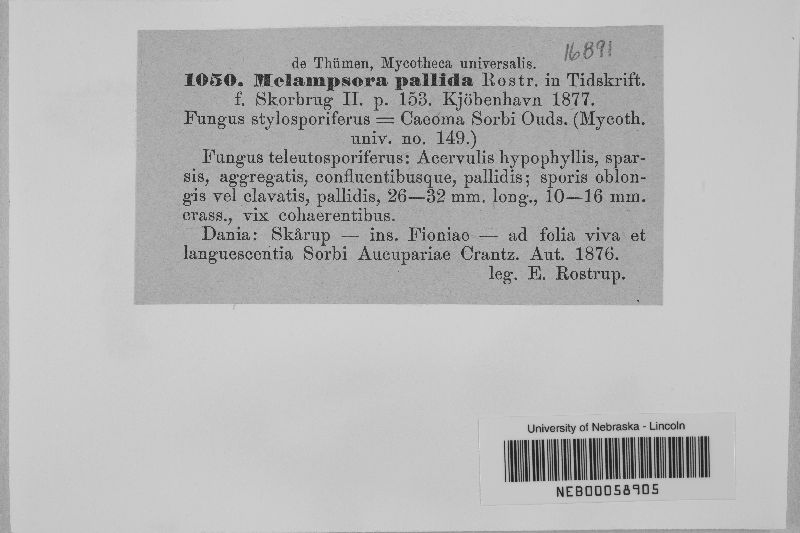 16891
de Thümen, Mycotheca universalis.
1050. Melampsora pallida Rostr. in Tidskrift.
f. Skorbrug II. p. 153. Kjöbenhavn 1877.
Fungus stylosporiferus = Caeoma Sorbi Ouds. (Mycoth.
univ. no. 149.)
Fungus teleutosporiferus: Acervulis hypophyllis, spar-
sis, aggregatis, confluentibusque, pallidis; sporis oblon-
gis vel clavatis, pallidis, 26—32 mm. long., 10—16 mm.
crass., vix cohaerentibus.
Dania: Skårup — ins. Fioniae — ad folia viva et
languescentia Sorbi Aucupariae Crantz. Aut. 1876.
leg. E. Rostrup.
University of Nebraska - Lincoln
NEB00058905